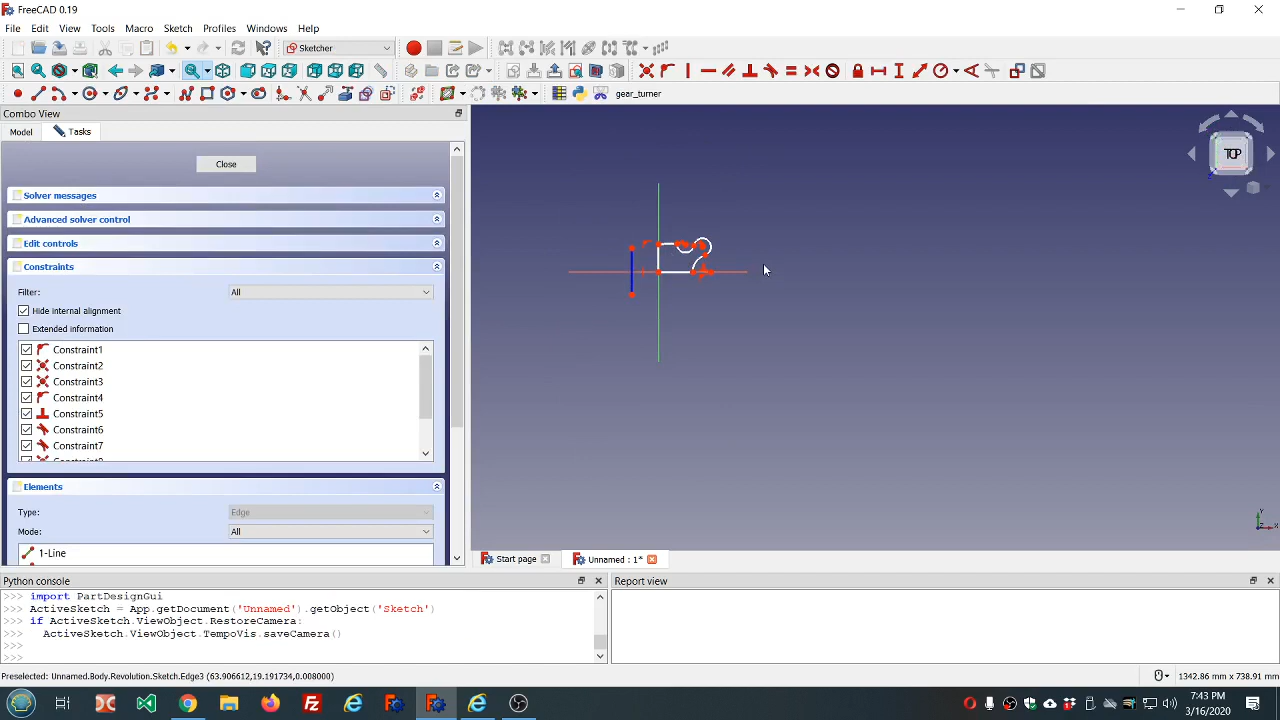 FreeCAD 0.19
File Edit View Tools Macro Sketch Profiles Windows Help
Sketcher
gear_turner
Combo View
Model Tasks
Close
Solver messages
Advanced solver control
Edit controls
Constraints
Filter: All
Hide internal alignment
Extended information
Constraint1
Constraint2
Constraint3
Constraint4
Constraint5
Constraint6
Constraint7
Elements
Type: Edge
Mode: All
1-Line
TOP
Start page Unnamed : 1*
Python console
>>> import PartDesignGui
>>> ActiveSketch = App.getDocument('Unnamed').getObject('Sketch')
>>> if ActiveSketch.ViewObject.RestoreCamera:
>>>   ActiveSketch.ViewObject.TempoVis.saveCamera()
>>>
>>>
Report view
Preselected: Unnamed.Body.Revolution.Sketch.Edge3 (63.906612,19.191734,0.008000)
1342.86 mm x 738.91 mm
7:43 PM
3/16/2020